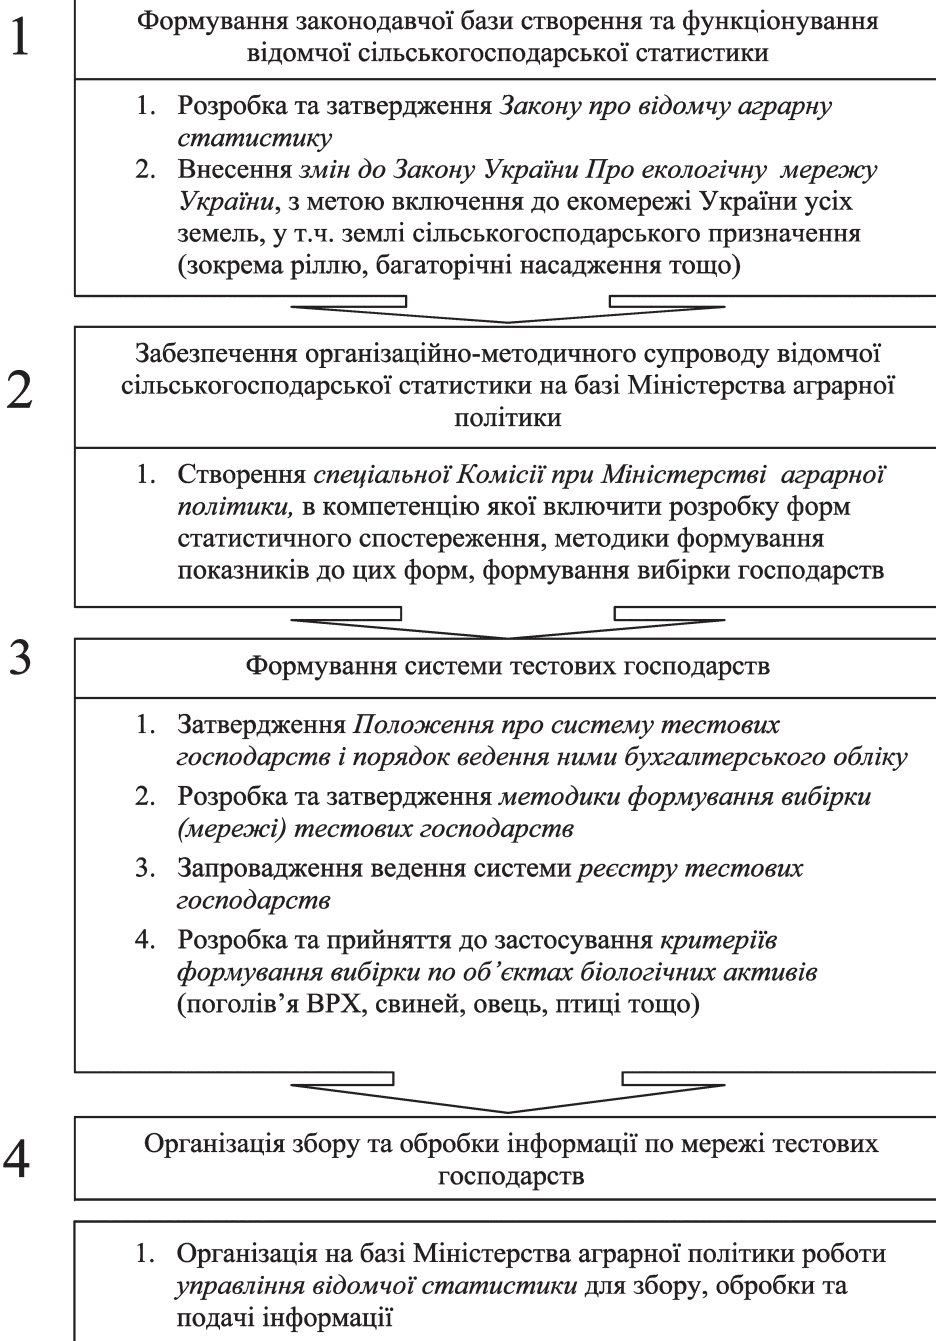 1
Формування законодавчої бази створення та функціонування
відомчої сільськогосподарської статистики
1. Розробка та затвердження Закону про відомчу аграрну
статистику
2. Внесення змін до Закону України Про екологічну мережу
України, з метою включення до екомережі України усіх
земель, у т.ч. землі сільськогосподарського призначення
(зокрема ріллю, багаторічні насадження тощо)
2
Забезпечення організаційно-методичного супроводу відомчої
сільськогосподарської статистики на базі Міністерства аграрної
політики
1. Створення спеціальної Комісії при Міністерстві аграрної
політики, в компетенцію якої включити розробку форм
статистичного спостереження, методики формування
показників до цих форм, формування вибірки господарств
3
Формування системи тестових господарств
1. Затвердження Положення про систему тестових
господарств і порядок ведення ними бухгалтерського обліку
2. Розробка та затвердження методики формування вибірки
(мережі) тестових господарств
3. Запровадження ведення системи реєстру тестових
господарств
4. Розробка та прийняття до застосування критеріїв
формування вибірки по об’єктах біологічних активів
(поголів’я ВРХ, свиней, овець, птиці тощо)
4
Організація збору та обробки інформації по мережі тестових
господарств
1. Організація на базі Міністерства аграрної політики роботи
управління відомчої статистики для збору, обробки та
подачі інформації